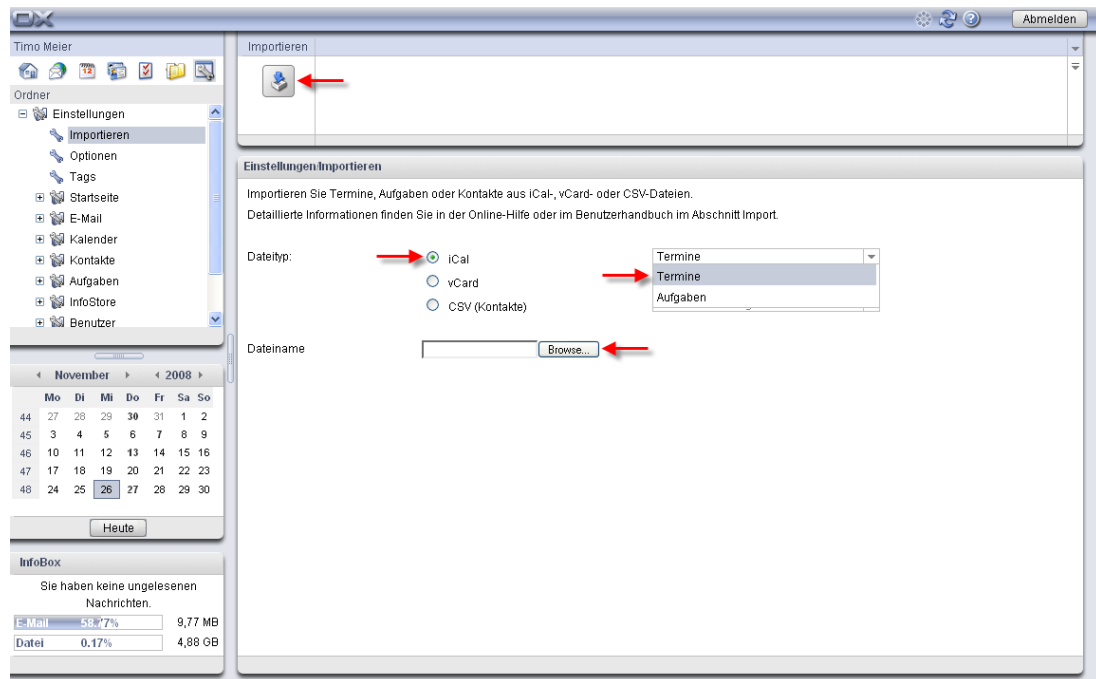 OX
Abmelden
Timo Meier
12
Ordner
Einstellungen
Importieren
Optionen
Tags
Startseite
E-Mail
Kalender
Kontakte
Aufgaben
InfoStore
Benutzer
November 2008
Mo Di Mi Do Fr Sa So
44 27 28 29 30 31 1 2
45 3 4 5 6 7 8 9
46 10 11 12 13 14 15 16
47 17 18 19 20 21 22 23
48 24 25 26 27 28 29 30
Heute
InfoBox
Sie haben keine ungelesenen
Nachrichten.
E-Mail 58.77% 9,77 MB
Datei 0.17% 4,88 GB
Importieren
Einstellungen/Importieren
Importieren Sie Termine, Aufgaben oder Kontakte aus iCal-, vCard- oder CSV-Dateien.
Detaillierte Informationen finden Sie in der Online-Hilfe oder im Benutzerhandbuch im Abschnitt Import.
Dateityp:
iCal
vCard
CSV (Kontakte)
Termine
Termine
Aufgaben
Dateiname
Browse...